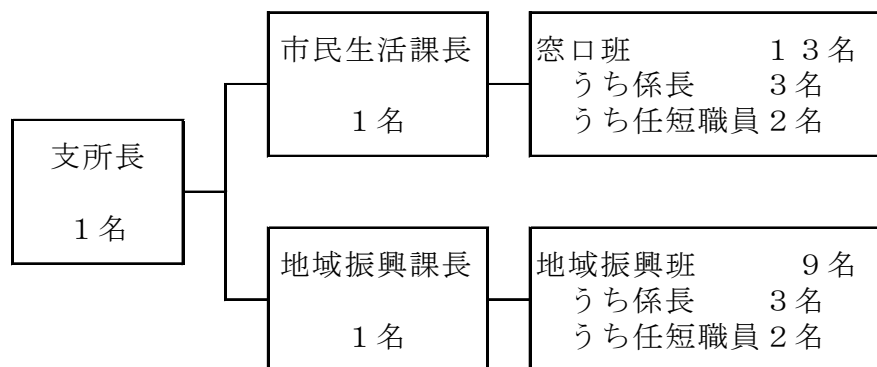 支所長
１名
市民生活課長
１名
窓口班　　　１３名
うち係長　　３名
うち任短職員２名
地域振興課長
１名
地域振興班　　　９名
うち係長　　３名
うち任短職員２名